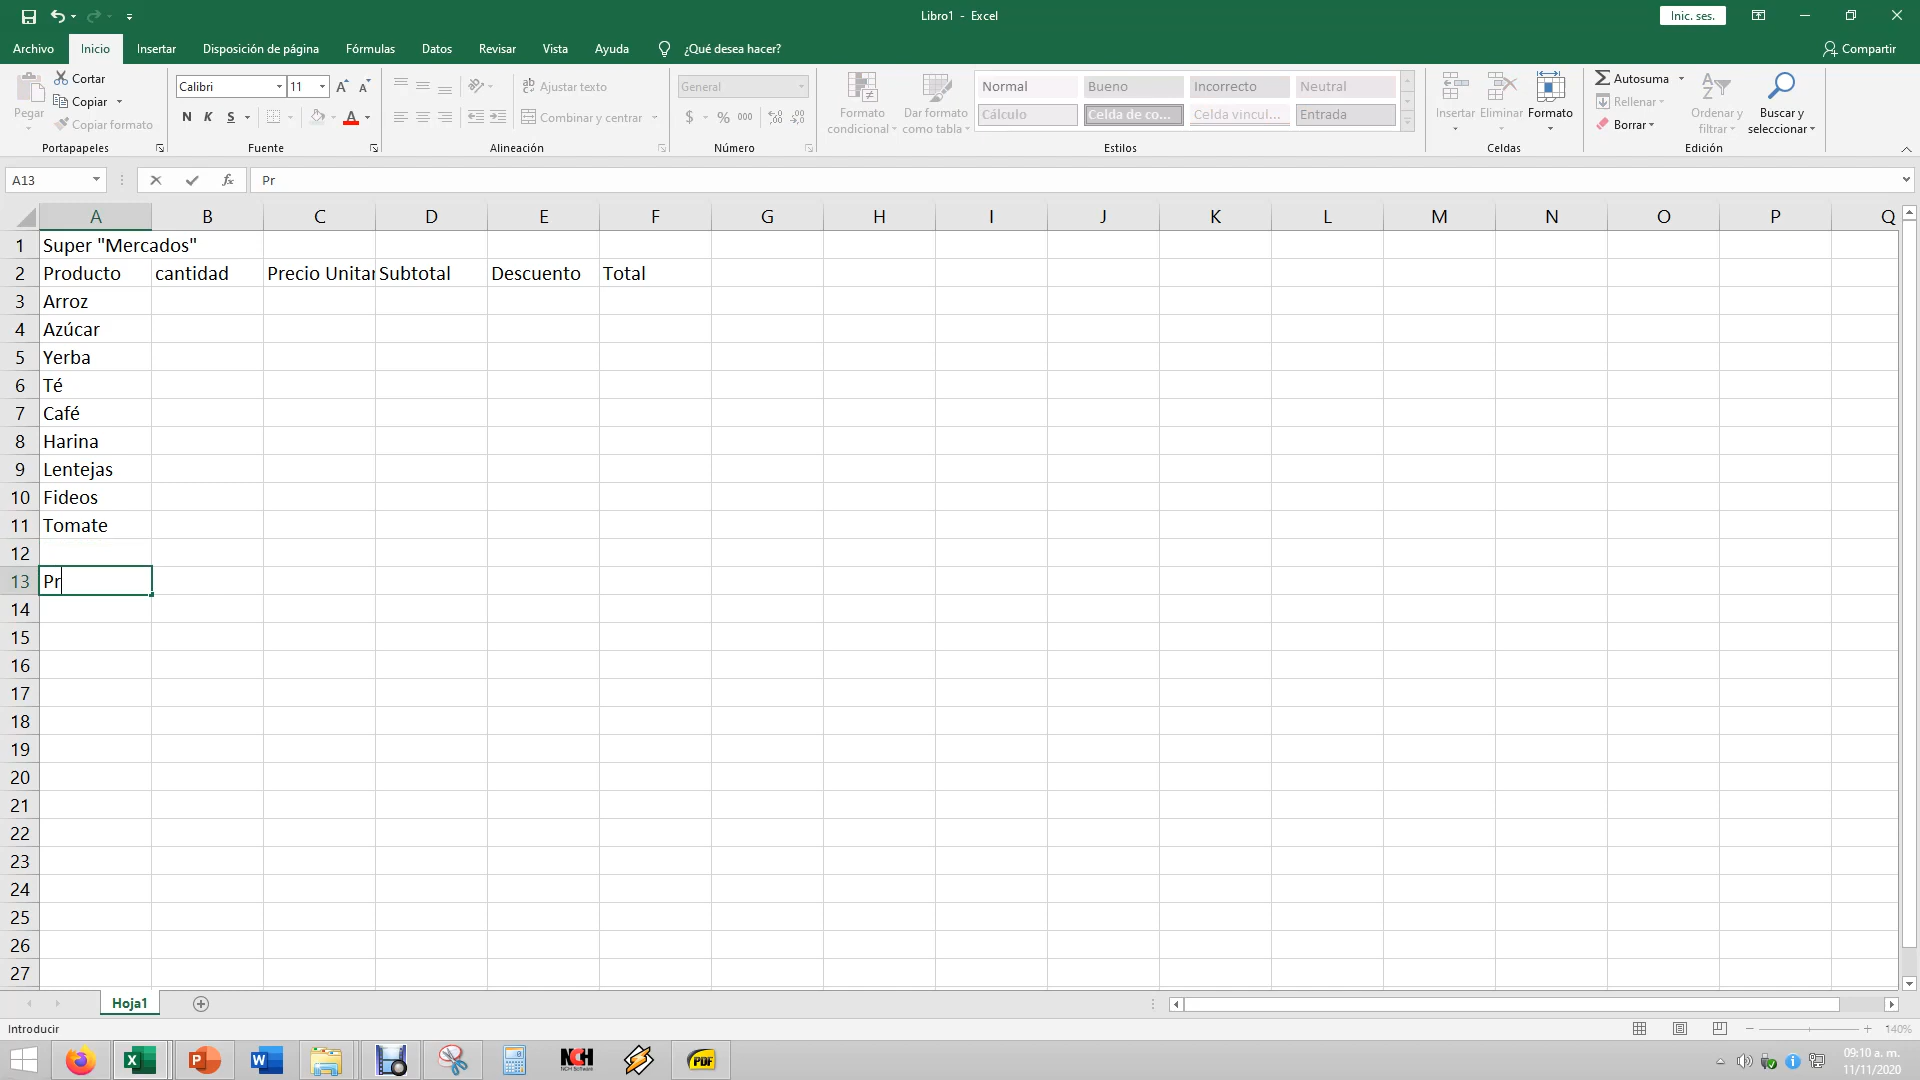 Libro1 - Excel
Inic. ses.
Archivo Inicio Insertar Disposición de página Fórmulas Datos Revisar Vista Ayuda ¿Qué desea hacer? Compartir
Pegar
Cortar
Copiar
Copiar formato
Portapapeles
Calibri 11
N K S
Fuente
Ajustar texto
Combinar y centrar
Alineación
General
$ % 000
Número
Formato condicional
Dar formato como tabla
Normal Bueno Incorrecto Neutral
Cálculo Celda de co... Celda vincul... Entrada
Estilos
Insertar Eliminar Formato
Celdas
Autosuma
Rellenar
Borrar
Ordenar y filtrar
Buscar y seleccionar
Edición
A13 fx Pr
A B C D E F G H I J K L M N O P Q
1 Super "Mercados"
2 Producto cantidad Precio Unitar Subtotal Descuento Total
3 Arroz
4 Azúcar
5 Yerba
6 Té
7 Café
8 Harina
9 Lentejas
10 Fideos
11 Tomate
12
13 Pr
14
15
16
17
18
19
20
21
22
23
24
25
26
27
Hoja1
Introducir
140%
NCH
NCH Software
PDF
09:10 a. m.
11/11/2020